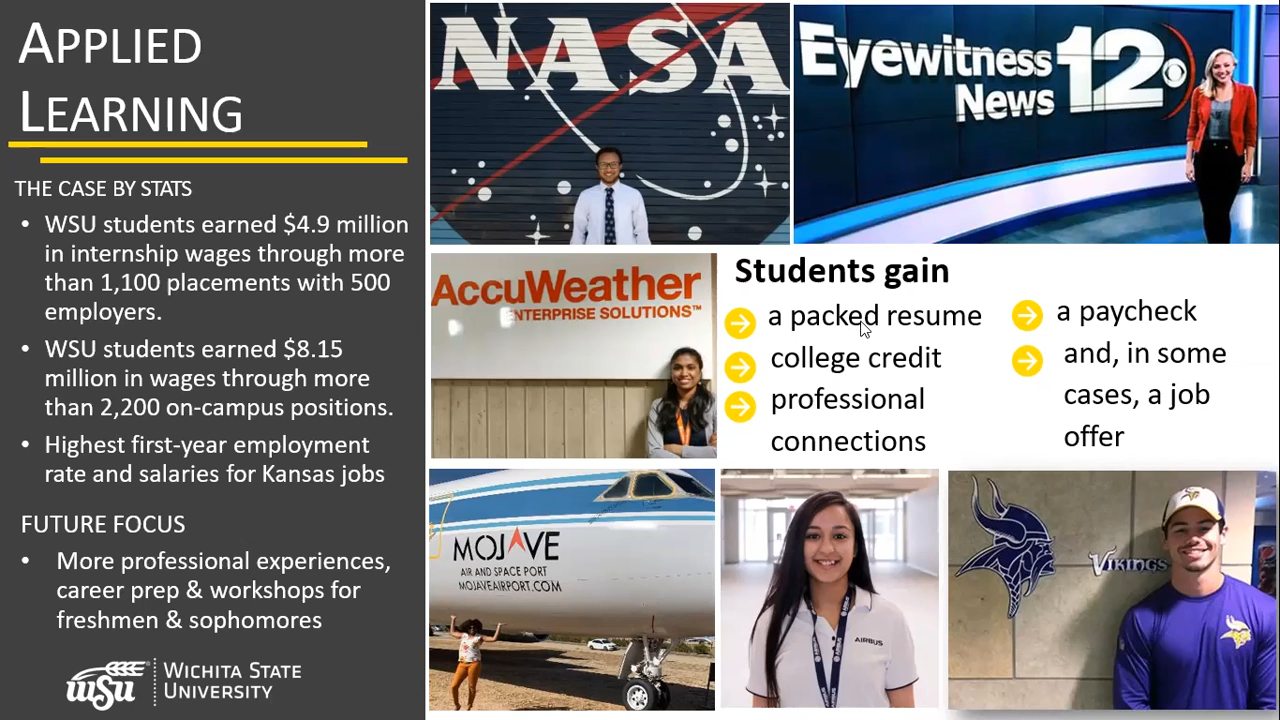 APPLIED
LEARNING
THE CASE BY STATS
• WSU students earned $4.9 million
in internship wages through more
than 1,100 placements with 500
employers.
• WSU students earned $8.15
million in wages through more
than 2,200 on-campus positions.
• Highest first-year employment
rate and salaries for Kansas jobs
FUTURE FOCUS
• More professional experiences,
career prep & workshops for
freshmen & sophomores
WSU
WICHITA STATE
UNIVERSITY
NASA
Eyewitness
News 12
AccuWeather
ENTERPRISE SOLUTIONS™
Students gain
a packed resume
college credit
professional
connections
a paycheck
and, in some
cases, a job
offer
MOJAVE
AIR AND SPACE PORT
MOJAVEAIRPORT.COM
AIRBUS
VIKINGS